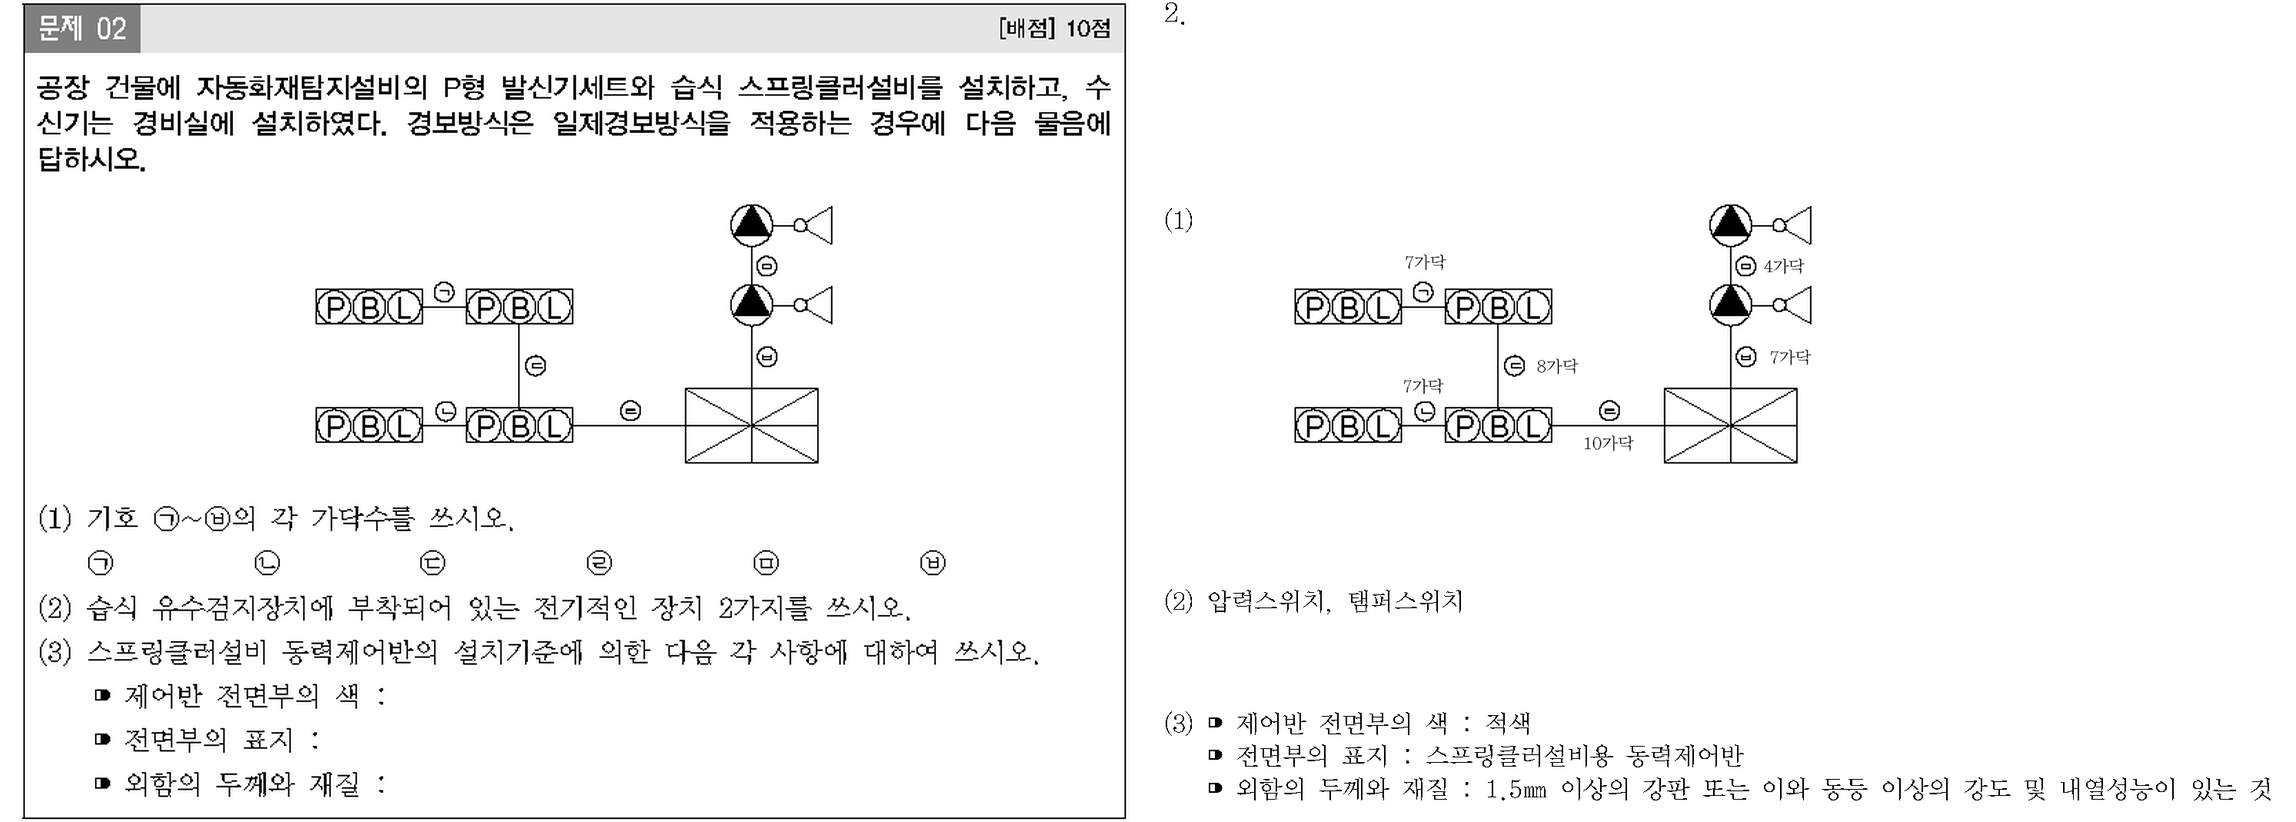 문제 02
[배점] 10점
공장 건물에 자동화재탐지설비의 P형 발신기세트와 습식 스프링클러설비를 설치하고, 수
신기는 경비실에 설치하였다. 경보방식은 일제경보방식을 적용하는 경우에 다음 물음에
답하시오.
㉤
PBL ㉠ PBL
㉢ ㉥
PBL ㉡ PBL ㉣
(1) 기호 ㉠~㉥의 각 가닥수를 쓰시오.
㉠ ㉡ ㉢ ㉣ ㉤ ㉥
(2) 습식 유수검지장치에 부착되어 있는 전기적인 장치 2가지를 쓰시오.
(3) 스프링클러설비 동력제어반의 설치기준에 의한 다음 각 사항에 대하여 쓰시오.
제어반 전면부의 색 :
전면부의 표지 :
외함의 두께와 재질 :
2.
(1)
㉤ 4가닥
7가닥
PBL ㉠ PBL
㉢ 8가닥
㉥ 7가닥
7가닥
PBL ㉡ PBL ㉣
10가닥
(2) 압력스위치, 탬퍼스위치
(3) 제어반 전면부의 색 : 적색
전면부의 표지 : 스프링클러설비용 동력제어반
외함의 두께와 재질 : 1.5㎜ 이상의 강판 또는 이와 동등 이상의 강도 및 내열성능이 있는 것